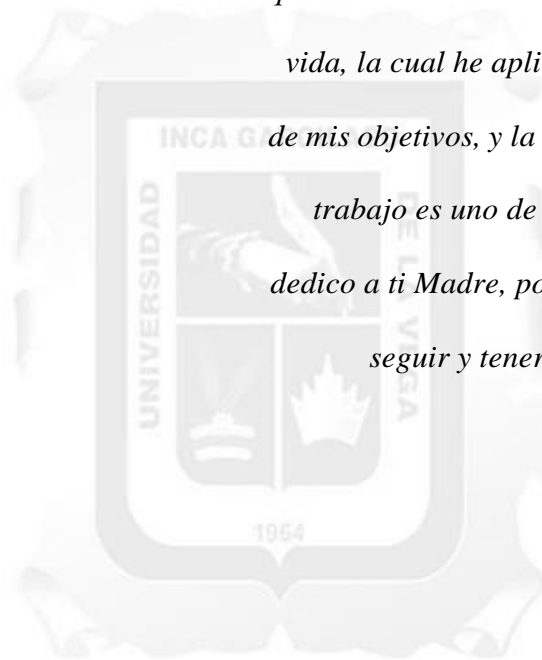 vida, la cual he apli
de mis objetivos, y la
trabajo es uno de
dedico a ti Madre, po
seguir y tener
INCA GA
UNIVERSIDAD
DE LA VEGA
1964